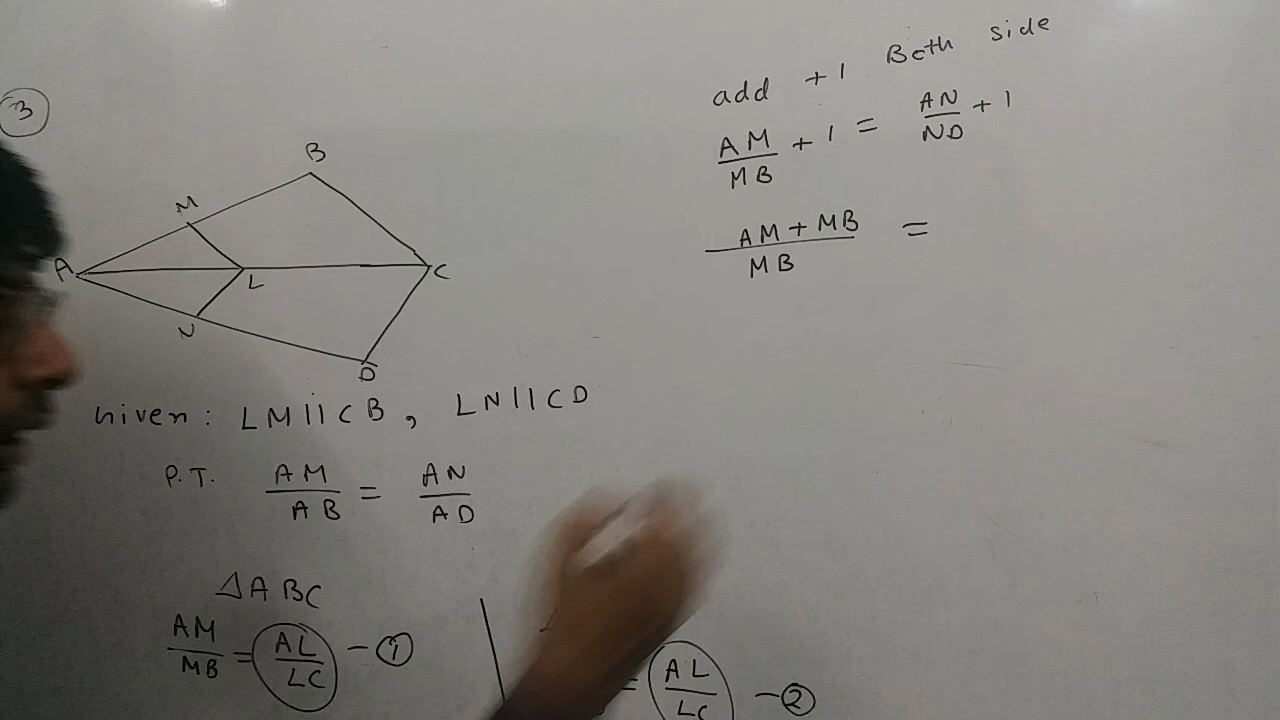 3
B
M
A
L
C
N
D
Given: LM||CB, LN||CD
P.T. AM/AB = AN/AD
△ABC
AM/MB = AL/LC - 1
= AL/LC - 2
add +1 Both side
AM/MB + 1 = AN/ND + 1
AM + MB/MB =